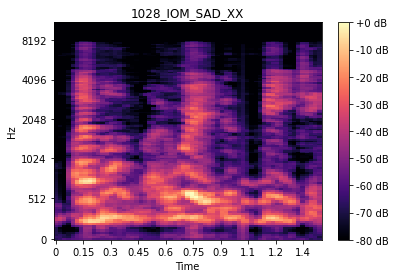 1028_IOM_SAD_XX
Hz
8192
4096
2048
1024
512
0
0 0.15 0.3 0.45 0.6 0.75 0.9 1.1 1.2 1.4
Time
+0 dB
-10 dB
-20 dB
-30 dB
-40 dB
-50 dB
-60 dB
-70 dB
-80 dB